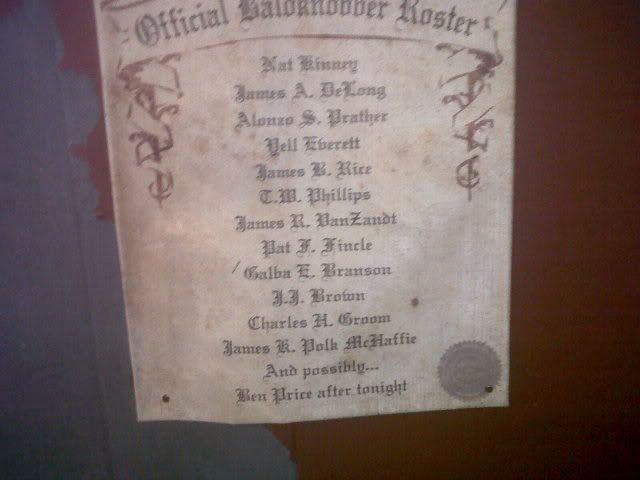 Official Baldknobber Roster
Nat Kinney
James A. DeLong
Alonzo S. Prather
Yell Everett
James B. Rice
T.W. Phillips
James R. VanZandt
Pat F. Fincle
Galba E. Branson
J.J. Brown
Charles H. Groom
James K. Polk McHaffie
And possibly...
Ben Price after tonight